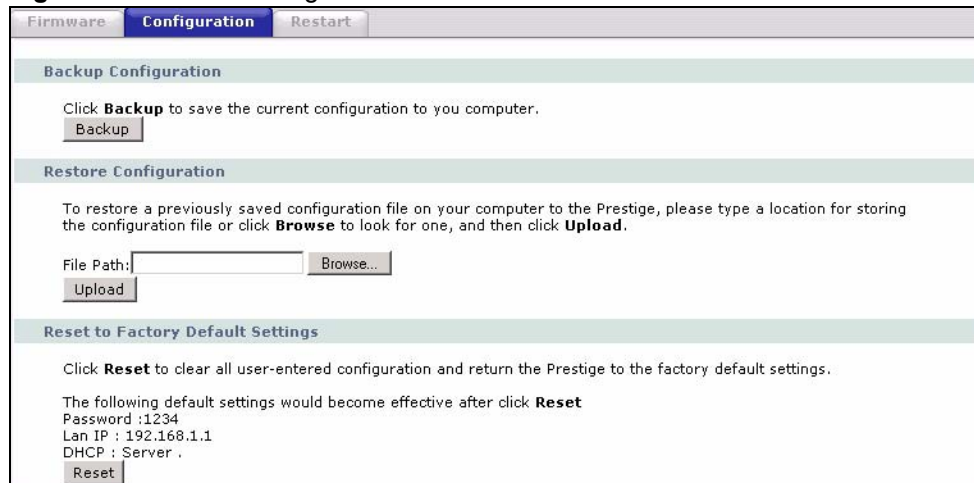 Firmware Configuration Restart
Backup Configuration
Click Backup to save the current configuration to you computer.
Backup
Restore Configuration
To restore a previously saved configuration file on your computer to the Prestige, please type a location for storing
the configuration file or click Browse to look for one, and then click Upload.
File Path: Browse...
Upload
Reset to Factory Default Settings
Click Reset to clear all user-entered configuration and return the Prestige to the factory default settings.
The following default settings would become effective after click Reset
Password :1234
Lan IP : 192.168.1.1
DHCP : Server .
Reset